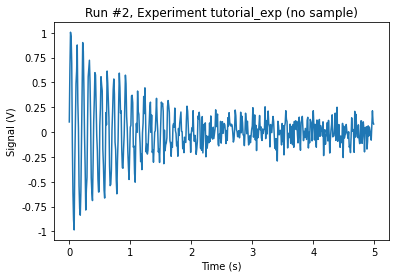 Run #2, Experiment tutorial_exp (no sample)
Signal (V)
1
0.75
0.5
0.25
0
-0.25
-0.5
-0.75
-1
0 1 2 3 4 5
Time (s)